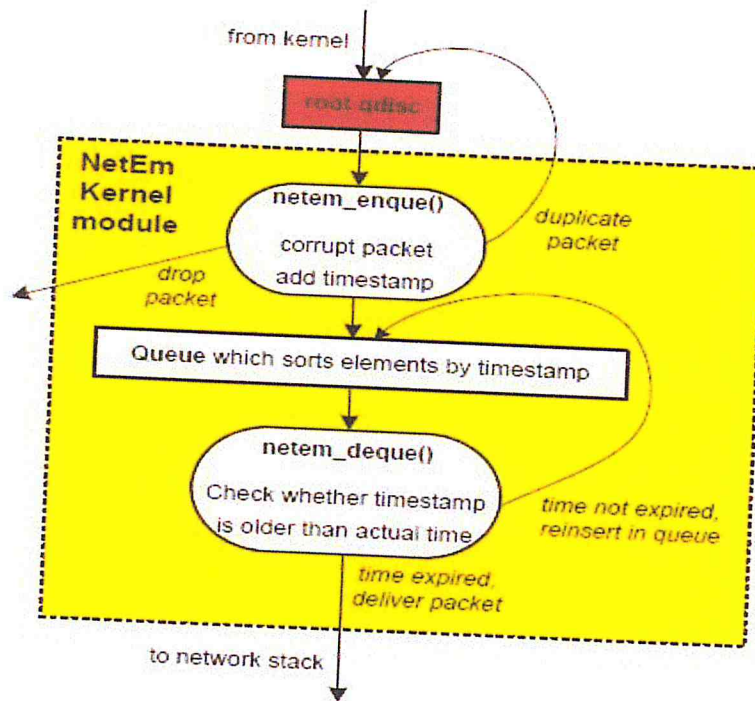 from kernel
root qdisc
NetEm
Kernel
module
netem_enque()
corrupt packet
add timestamp
duplicate
packet
drop
packet
Queue which sorts elements by timestamp
netem_deque()
Check whether timestamp
is older than actual time
time not expired,
reinsert in queue
time expired,
deliver packet
to network stack